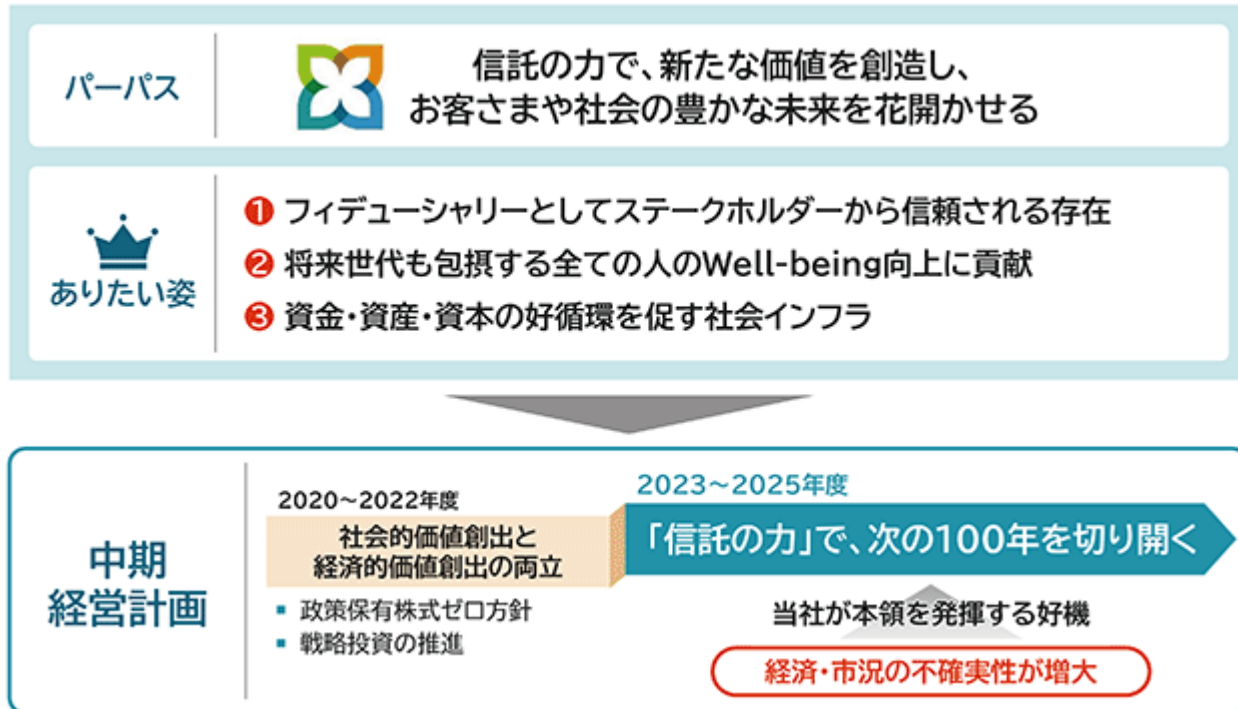 パーパス
信託の力で、新たな価値を創造し、
お客さまや社会の豊かな未来を花開かせる
ありたい姿
❶ フィデューシャリーとしてステークホルダーから信頼される存在
❷ 将来世代も包摂する全ての人のWell-being向上に貢献
❸ 資金・資産・資本の好循環を促す社会インフラ
中期
経営計画
2020～2022年度
社会的価値創出と
経済的価値創出の両立
▪ 政策保有株式ゼロ方針
▪ 戦略投資の推進
2023～2025年度
「信託の力」で、次の100年を切り開く
当社が本領を発揮する好機
経済・市況の不確実性が増大